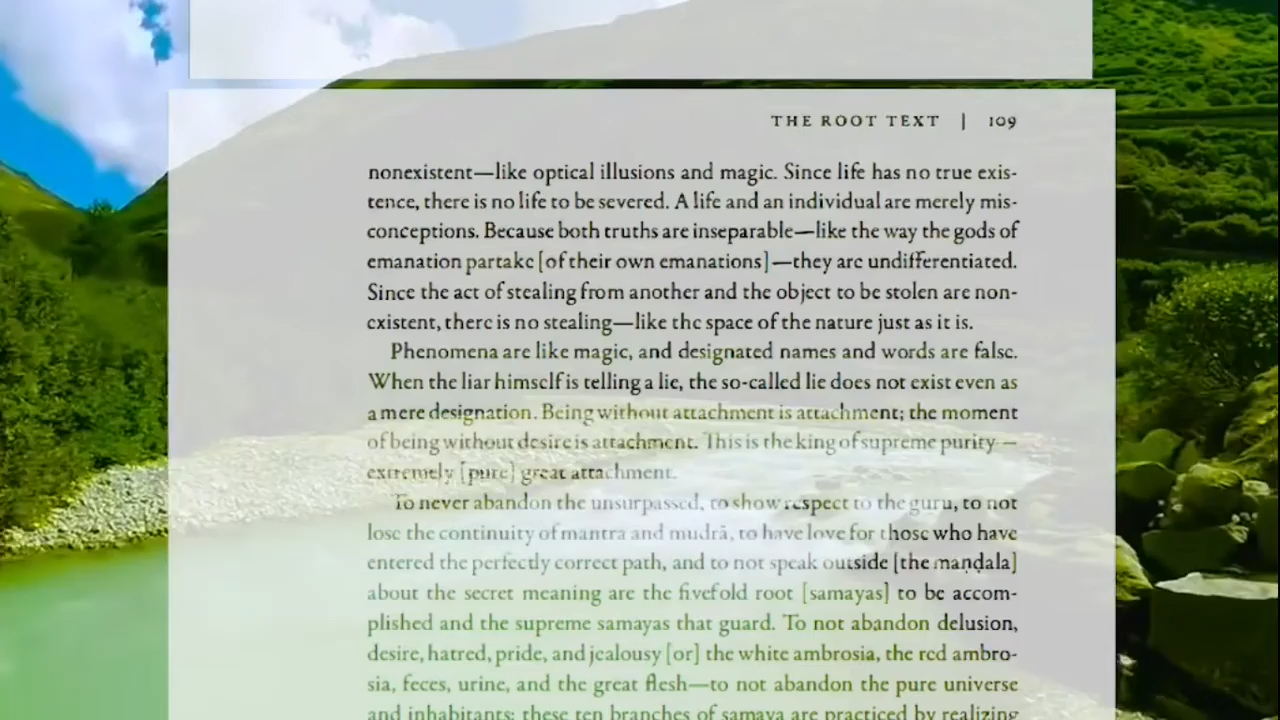 THE ROOT TEXT | 109
nonexistent—like optical illusions and magic. Since life has no true exis-
tence, there is no life to be severed. A life and an individual are merely mis-
conceptions. Because both truths are inseparable—like the way the gods of
emanation partake [of their own emanations]—they are undifferentiated.
Since the act of stealing from another and the object to be stolen are non-
existent, there is no stealing—like the space of the nature just as it is.
Phenomena are like magic, and designated names and words are false.
When the liar himself is telling a lie, the so-called lie does not exist even as
a mere designation. Being without attachment is attachment; the moment
of being without desire is attachment. This is the king of supreme purity—
extremely [pure] great attachment.
To never abandon the unsurpassed, to show respect to the guru, to not
lose the continuity of mantra and mudrā, to have love for those who have
entered the perfectly correct path, and to not speak outside [the maṇḍala]
about the secret meaning are the fivefold root [samayas] to be accom-
plished and the supreme samayas that guard. To not abandon delusion,
desire, hatred, pride, and jealousy [or] the white ambrosia, the red ambro-
sia, feces, urine, and the great flesh—to not abandon the pure universe
and inhabitants: these ten branches of samaya are practiced by realizing